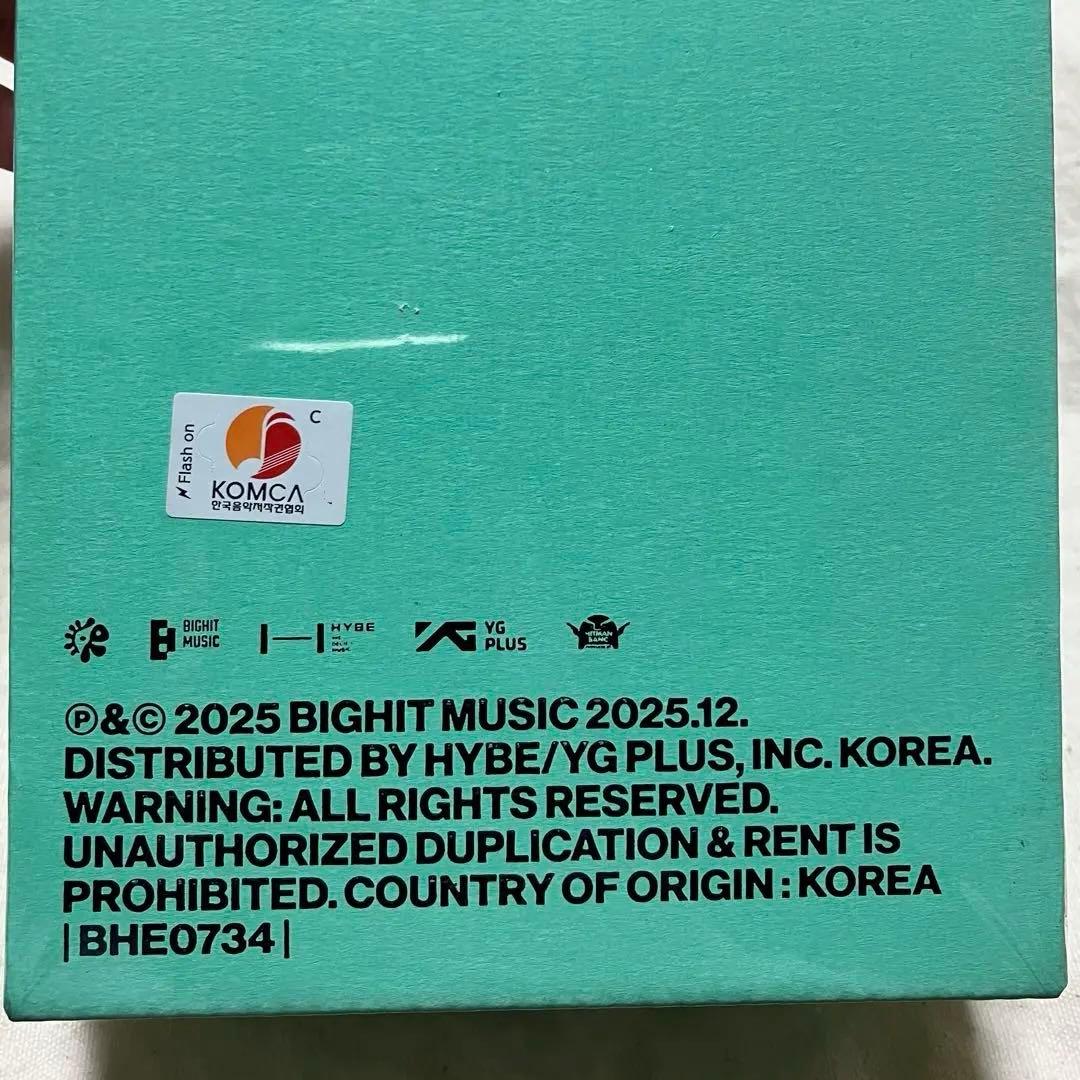 Flash on
C
KOMCA
한국음악저작권협회
BIGHIT
MUSIC
HYBE
YG
PLUS
HITMAN
BANG
Ⓟ&© 2025 BIGHIT MUSIC 2025.12.
DISTRIBUTED BY HYBE/YG PLUS, INC. KOREA.
WARNING: ALL RIGHTS RESERVED.
UNAUTHORIZED DUPLICATION & RENT IS
PROHIBITED. COUNTRY OF ORIGIN : KOREA
| BHE0734 |